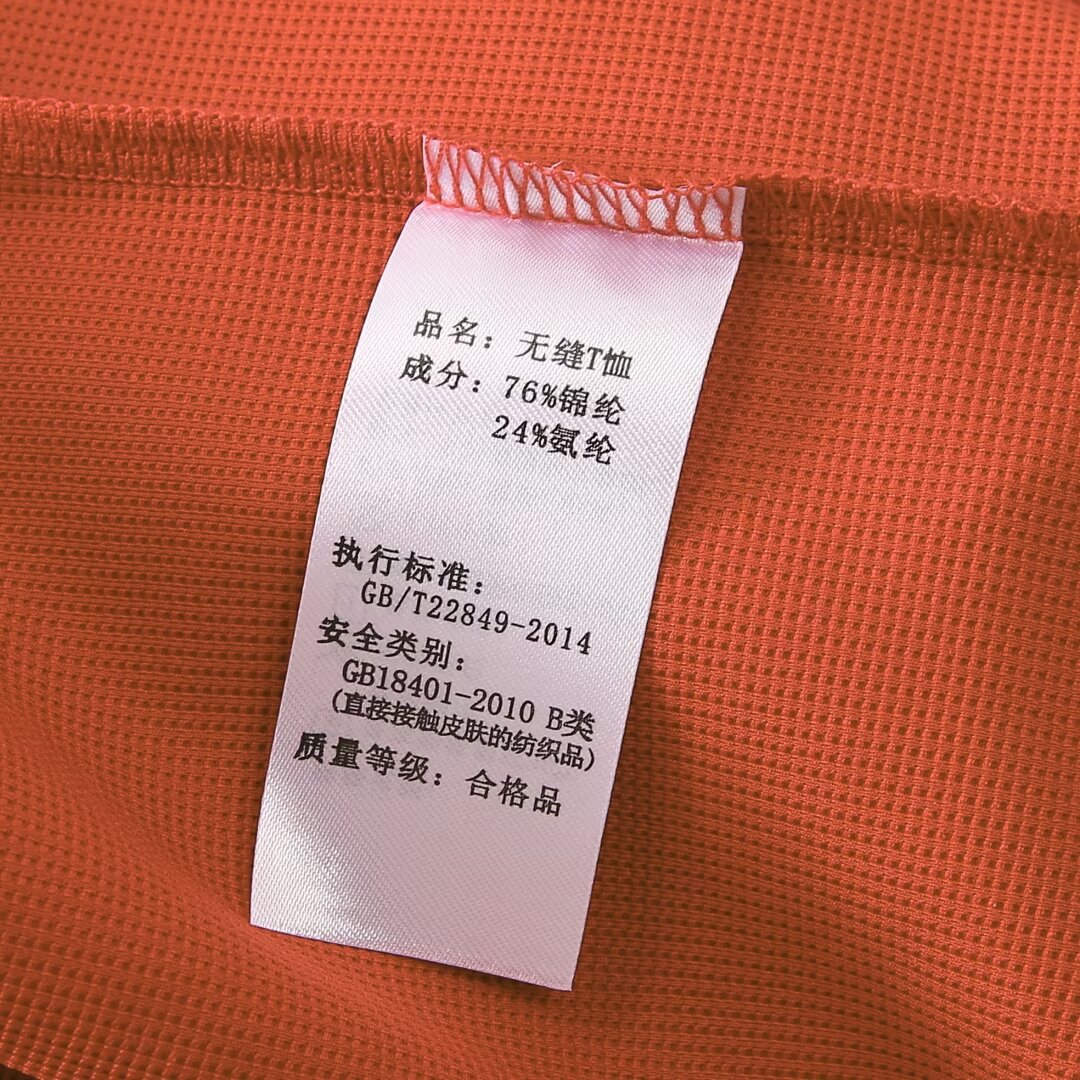 品名：无缝T恤
成分：76%锦纶
24%氨纶
执行标准：
GB/T22849-2014
安全类别：
GB18401-2010 B类
(直接接触皮肤的纺织品)
质量等级：合格品